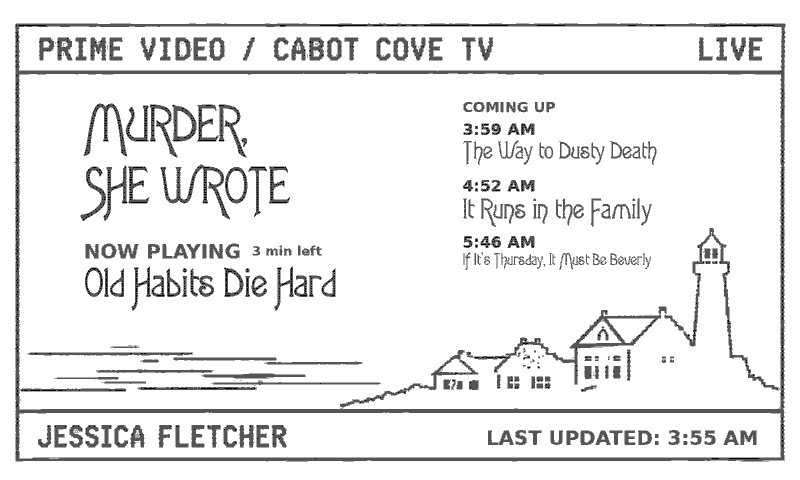 PRIME VIDEO / CABOT COVE TV
LIVE
MURDER,
SHE WROTE
NOW PLAYING 3 min left
Old Habits Die Hard
COMING UP
3:59 AM
The Way to Dusty Death
4:52 AM
It Runs in the Family
5:46 AM
If It's Thursday, It Must Be Beverly
JESSICA FLETCHER
LAST UPDATED: 3:55 AM